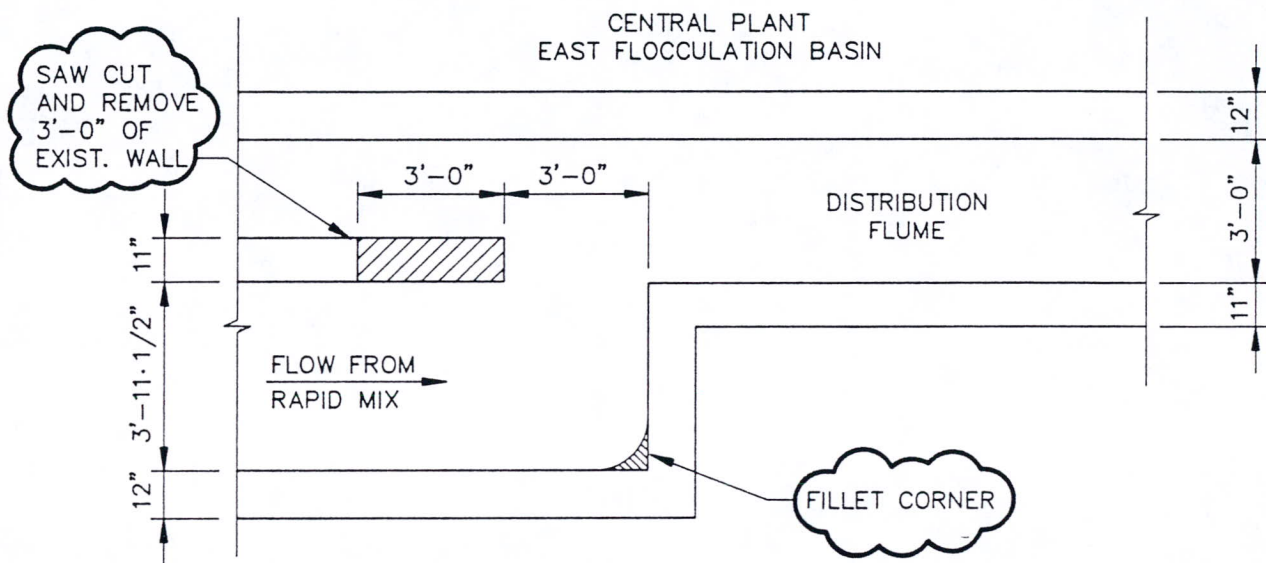 CENTRAL PLANT
EAST FLOCCULATION BASIN
SAW CUT
AND REMOVE
3'-0" OF
EXIST. WALL
3'-0"
3'-0"
12"
DISTRIBUTION
FLUME
3'-0"
11"
11"
3'-11·1/2"
FLOW FROM
RAPID MIX
12"
FILLET CORNER